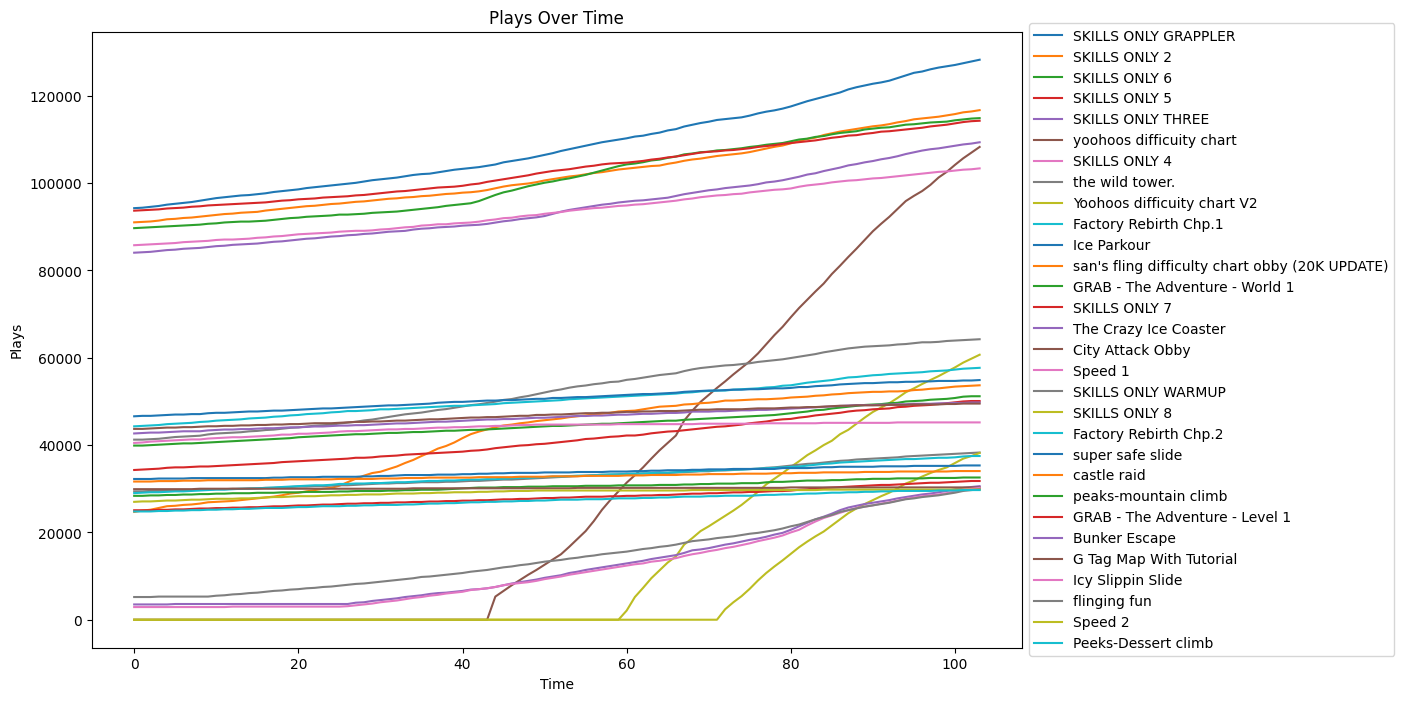 Plays Over Time
120000
100000
80000
60000
40000
20000
0
Plays
0 20 40 60 80 100
Time
SKILLS ONLY GRAPPLER
SKILLS ONLY 2
SKILLS ONLY 6
SKILLS ONLY 5
SKILLS ONLY THREE
yoohoos difficuity chart
SKILLS ONLY 4
the wild tower.
Yoohoos difficuity chart V2
Factory Rebirth Chp.1
Ice Parkour
san's fling difficulty chart obby (20K UPDATE)
GRAB - The Adventure - World 1
SKILLS ONLY 7
The Crazy Ice Coaster
City Attack Obby
Speed 1
SKILLS ONLY WARMUP
SKILLS ONLY 8
Factory Rebirth Chp.2
super safe slide
castle raid
peaks-mountain climb
GRAB - The Adventure - Level 1
Bunker Escape
G Tag Map With Tutorial
Icy Slippin Slide
flinging fun
Speed 2
Peeks-Dessert climb